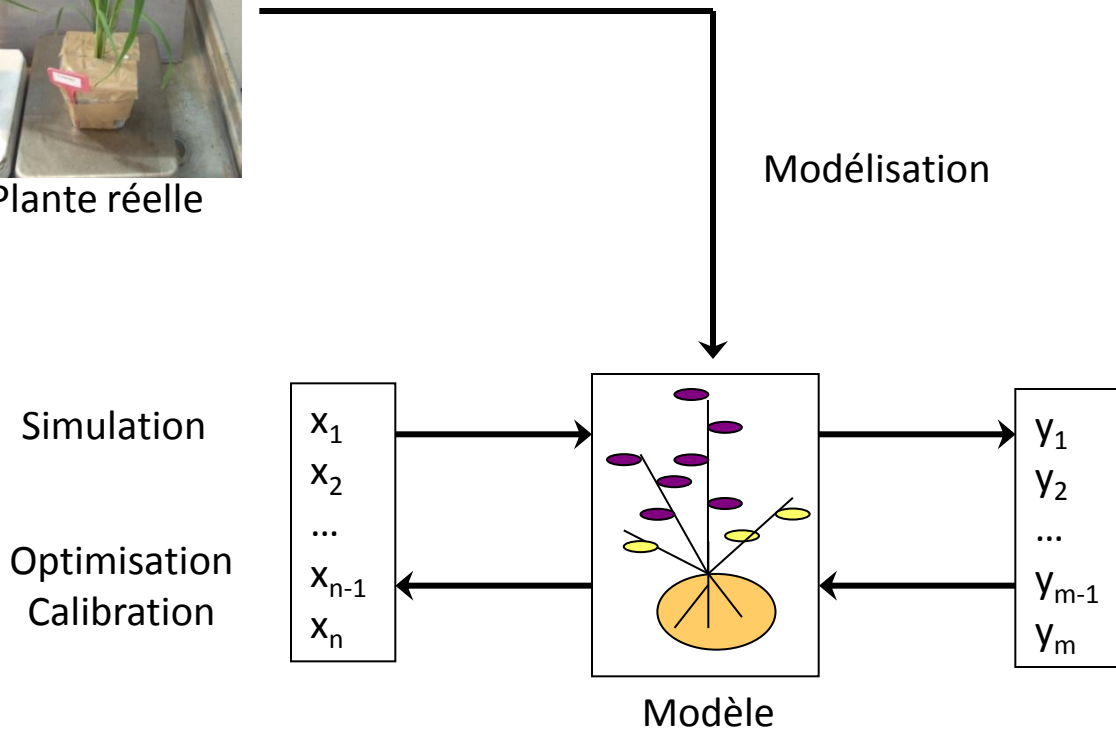 Plante réelle
Modélisation
Simulation
Optimisation
Calibration
x₁
x₂
...
xₙ₋₁
xₙ
y₁
y₂
...
yₘ₋₁
yₘ
Modèle